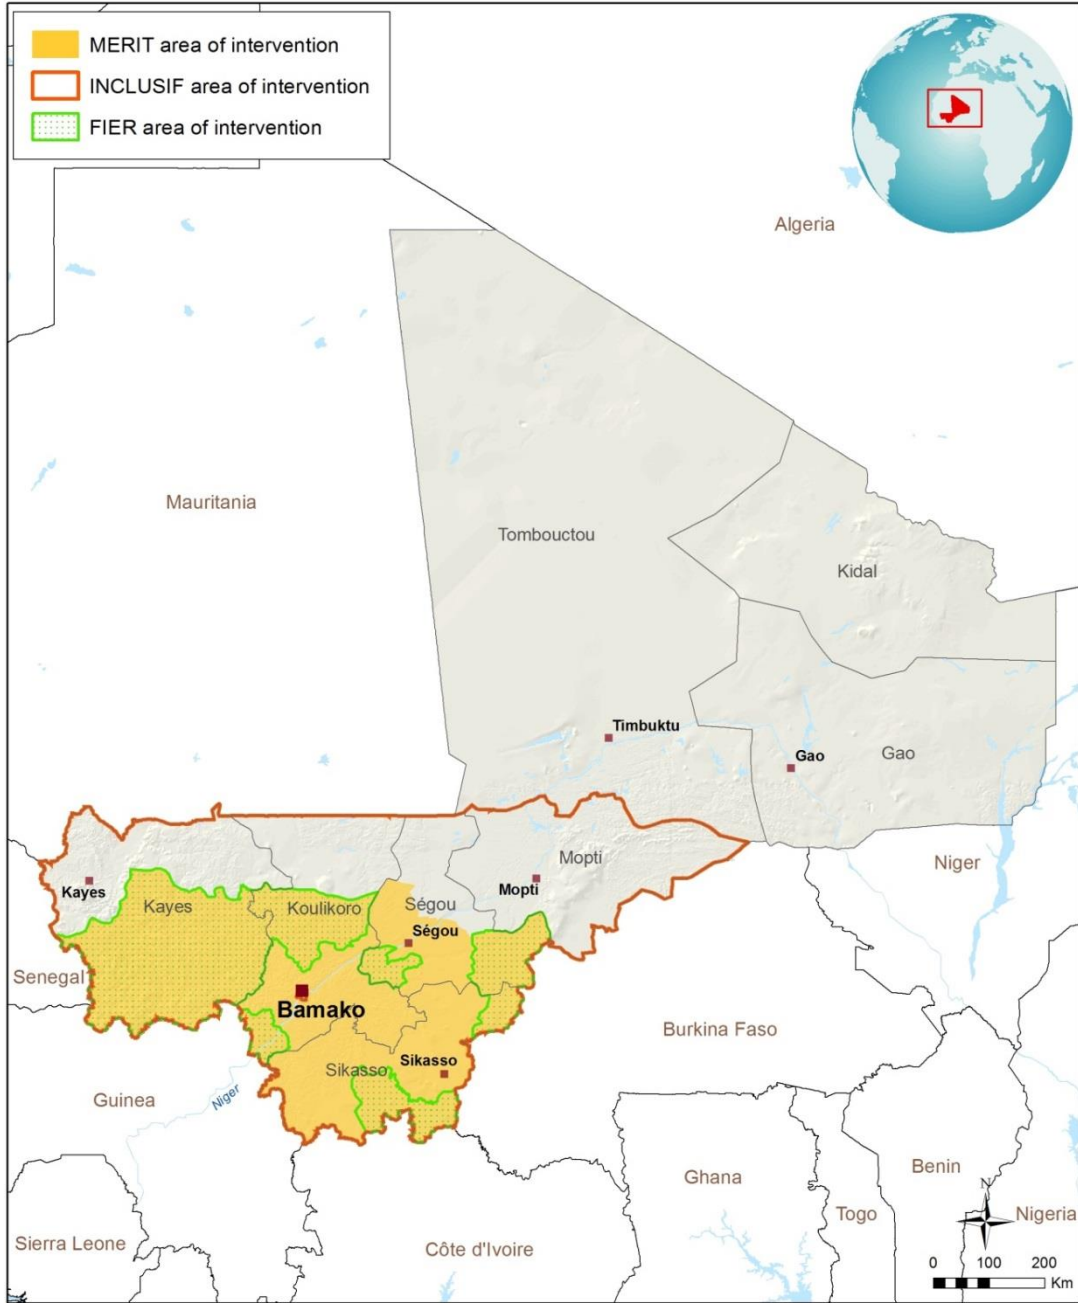 MERIT area of intervention
INCLUSIF area of intervention
FIER area of intervention
Algeria
Mauritania
Tombouctou
Kidal
Timbuktu
Gao
Gao
Mopti
Niger
Kayes
Mopti
Kayes
Koulikoro
Ségou
Ségou
Senegal
Bamako
Burkina Faso
Sikasso
Sikasso
Guinea
Niger
Ghana
Benin
N
Togo
Nigeria
Sierra Leone
Côte d'Ivoire
0 100 200
Km